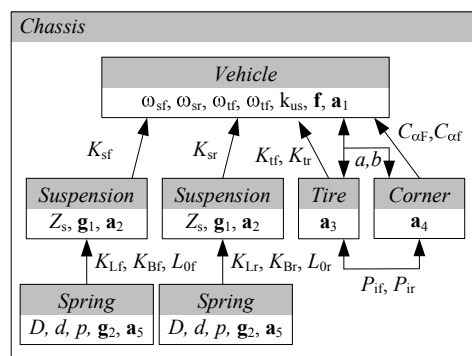 Chassis
Vehicle
ωsf, ωsr, ωtf, ωtf, kus, f, a1
Ksf
Ksr
Ktf, Ktr
a,b
CαF,Cαf
Suspension
Zs, g1, a2
Suspension
Zs, g1, a2
Tire
a3
Corner
a4
KLf, KBf, L0f
KLr, KBr, L0r
Pif, Pir
Spring
D, d, p, g2, a5
Spring
D, d, p, g2, a5